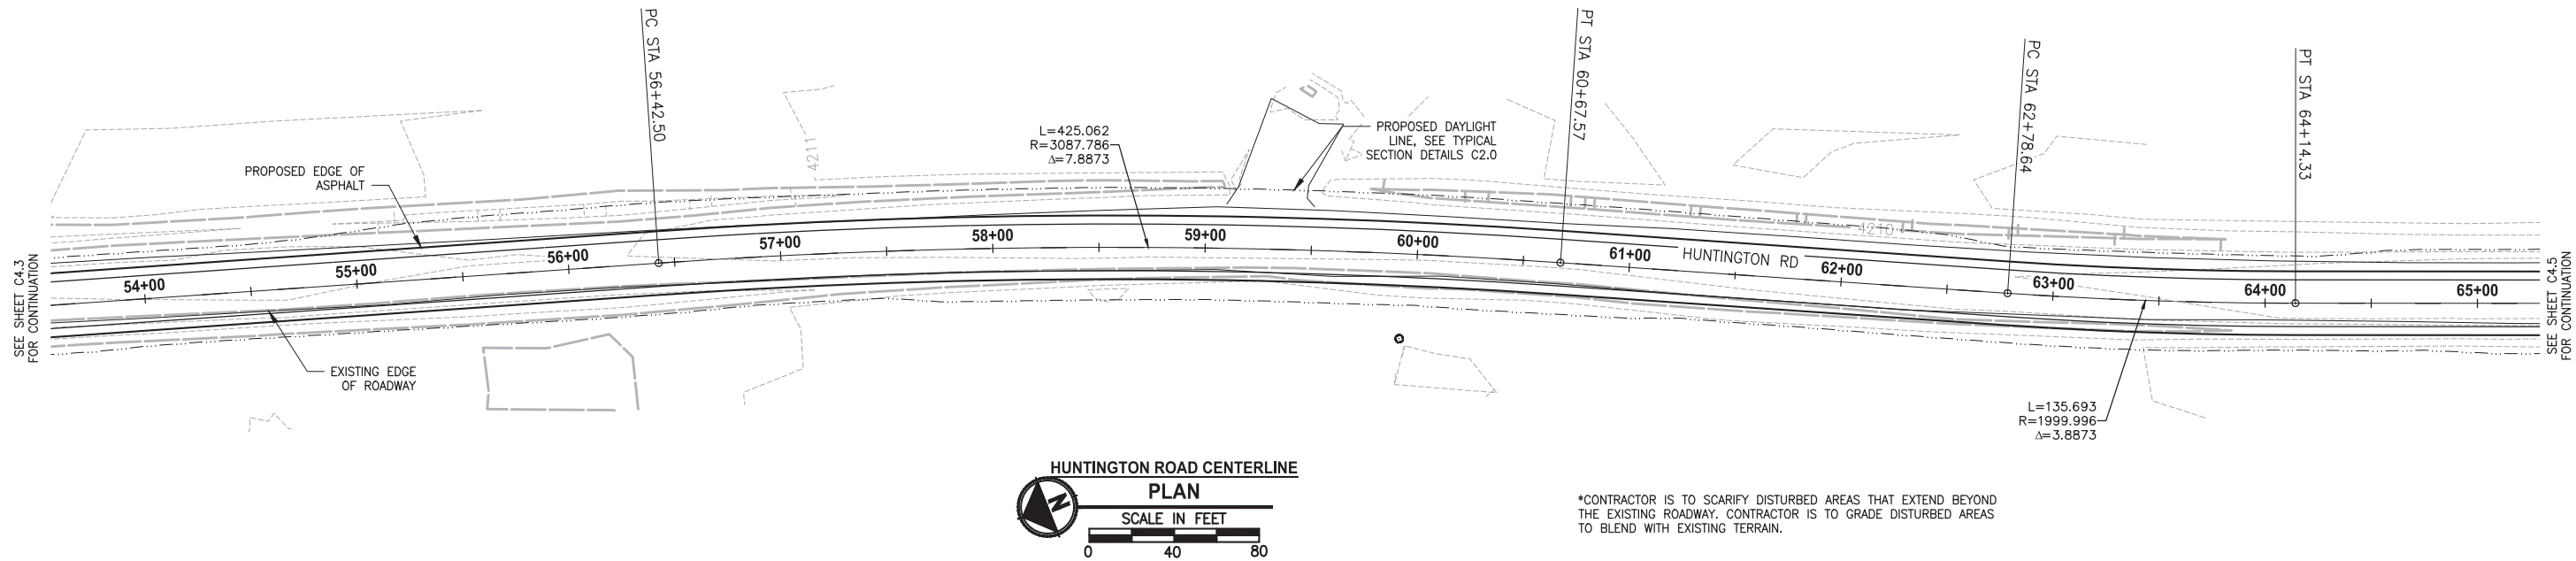 PC STA 56+42.50
PT STA 60+67.57
PC STA 62+78.64
PT STA 64+14.33
L=425.062
R=3087.786
Δ=7.8873
PROPOSED DAYLIGHT
LINE, SEE TYPICAL
SECTION DETAILS C2.0
4211
PROPOSED EDGE OF
ASPHALT
4210
HUNTINGTON RD
54+00
55+00
56+00
57+00
58+00
59+00
60+00
61+00
62+00
63+00
64+00
65+00
SEE SHEET C4.3
FOR CONTINUATION
SEE SHEET C4.5
FOR CONTINUATION
EXISTING EDGE
OF ROADWAY
L=135.693
R=1999.996
Δ=3.8873
HUNTINGTON ROAD CENTERLINE
PLAN
N
SCALE IN FEET
0 40 80
*CONTRACTOR IS TO SCARIFY DISTURBED AREAS THAT EXTEND BEYOND
THE EXISTING ROADWAY. CONTRACTOR IS TO GRADE DISTURBED AREAS
TO BLEND WITH EXISTING TERRAIN.